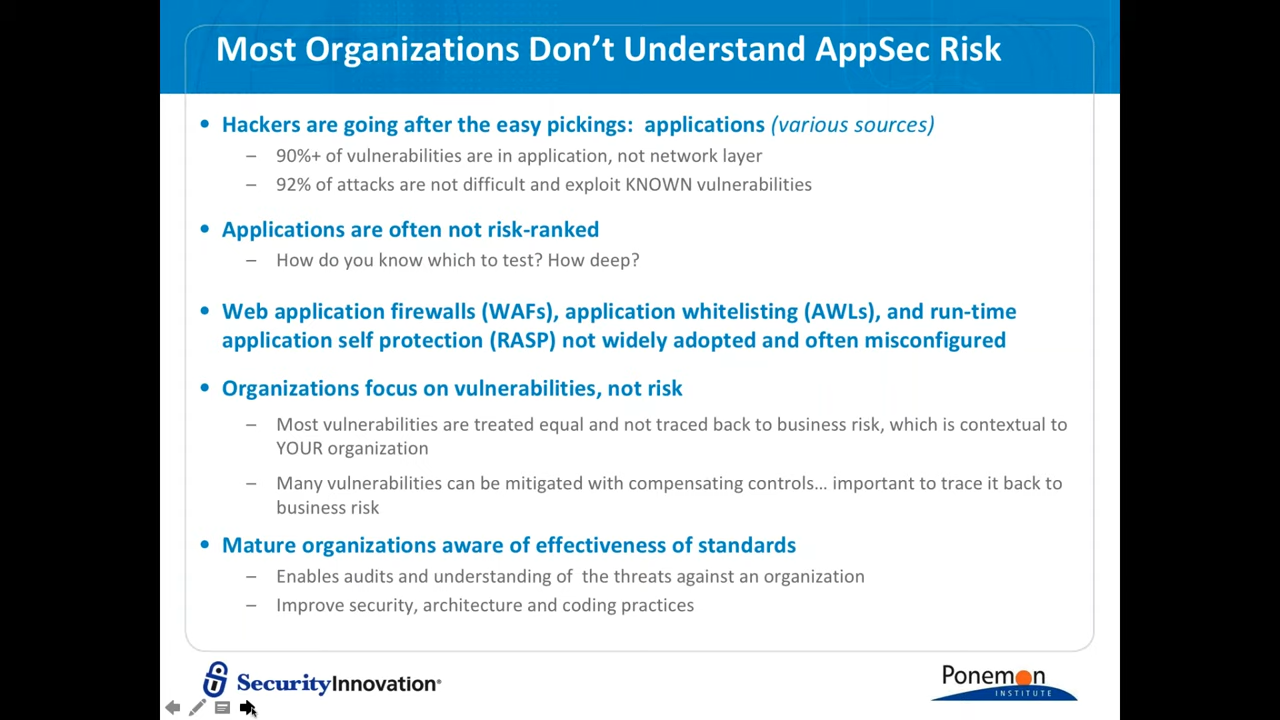 Most Organizations Don’t Understand AppSec Risk
• Hackers are going after the easy pickings: applications (various sources)
– 90%+ of vulnerabilities are in application, not network layer
– 92% of attacks are not difficult and exploit KNOWN vulnerabilities
• Applications are often not risk-ranked
– How do you know which to test? How deep?
• Web application firewalls (WAFs), application whitelisting (AWLs), and run-time
application self protection (RASP) not widely adopted and often misconfigured
• Organizations focus on vulnerabilities, not risk
– Most vulnerabilities are treated equal and not traced back to business risk, which is contextual to
YOUR organization
– Many vulnerabilities can be mitigated with compensating controls… important to trace it back to
business risk
• Mature organizations aware of effectiveness of standards
– Enables audits and understanding of the threats against an organization
– Improve security, architecture and coding practices
SecurityInnovation®
Ponemon
INSTITUTE